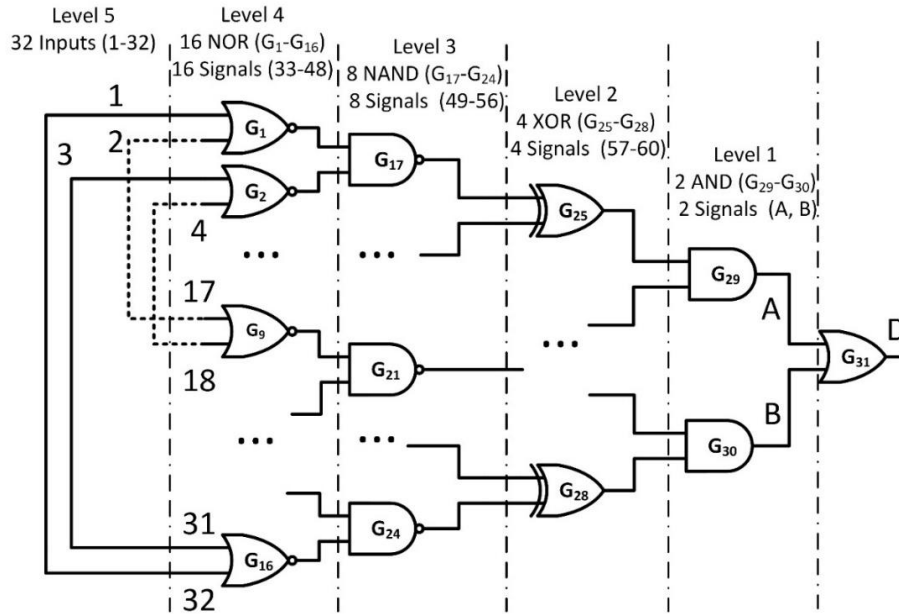 Level 5
32 Inputs (1-32)
Level 4
16 NOR (G1-G16)
16 Signals (33-48)
Level 3
8 NAND (G17-G24)
8 Signals (49-56)
Level 2
4 XOR (G25-G28)
4 Signals (57-60)
Level 1
2 AND (G29-G30)
2 Signals (A, B)
1
2
3
4
G1
G2
G17
G25
...
...
17
18
G9
G21
...
G29
A
D
G31
B
G30
...
...
31
32
G16
G24
G28